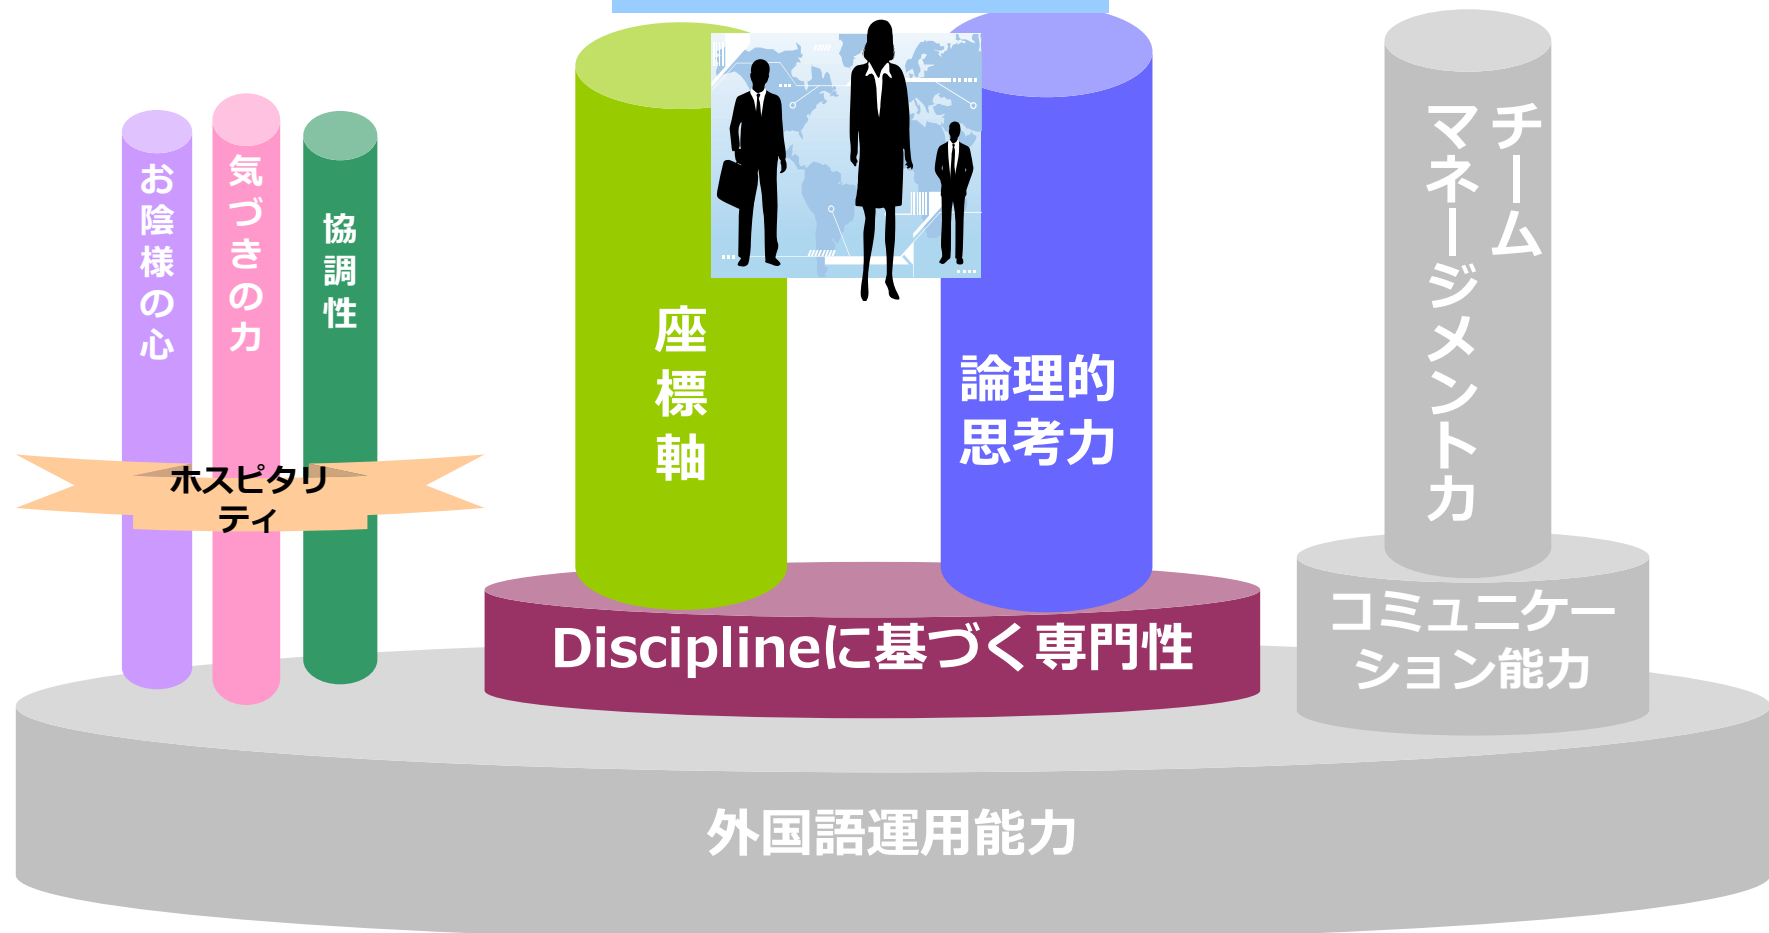 お陰様の心
気づきの力
協調性
ホスピタリ
ティ
座標軸
論理的
思考力
チーム
マネージメント力
Disciplineに基づく専門性
コミュニケー
ション能力
外国語運用能力